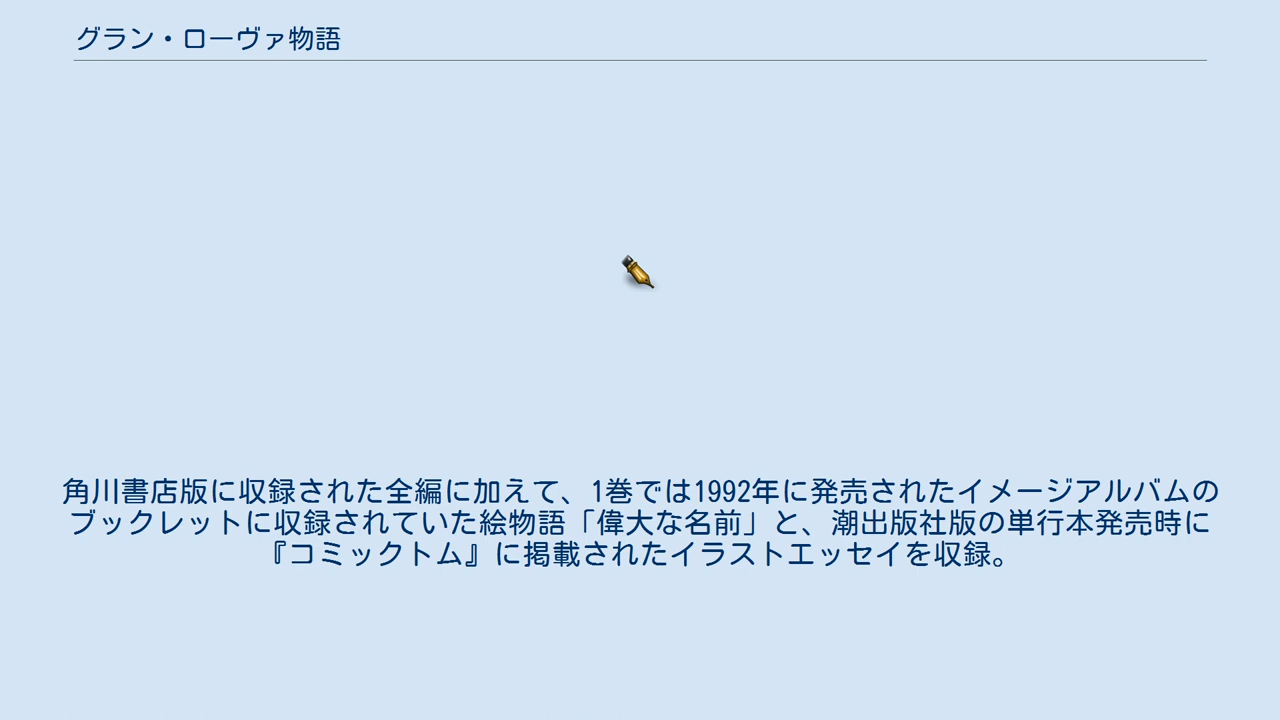 グラン・ローヴァ物語
角川書店版に収録された全編に加えて、1巻では1992年に発売されたイメージアルバムの
ブックレットに収録されていた絵物語「偉大な名前」と、潮出版社版の単行本発売時に
『コミックトム』に掲載されたイラストエッセイを収録。